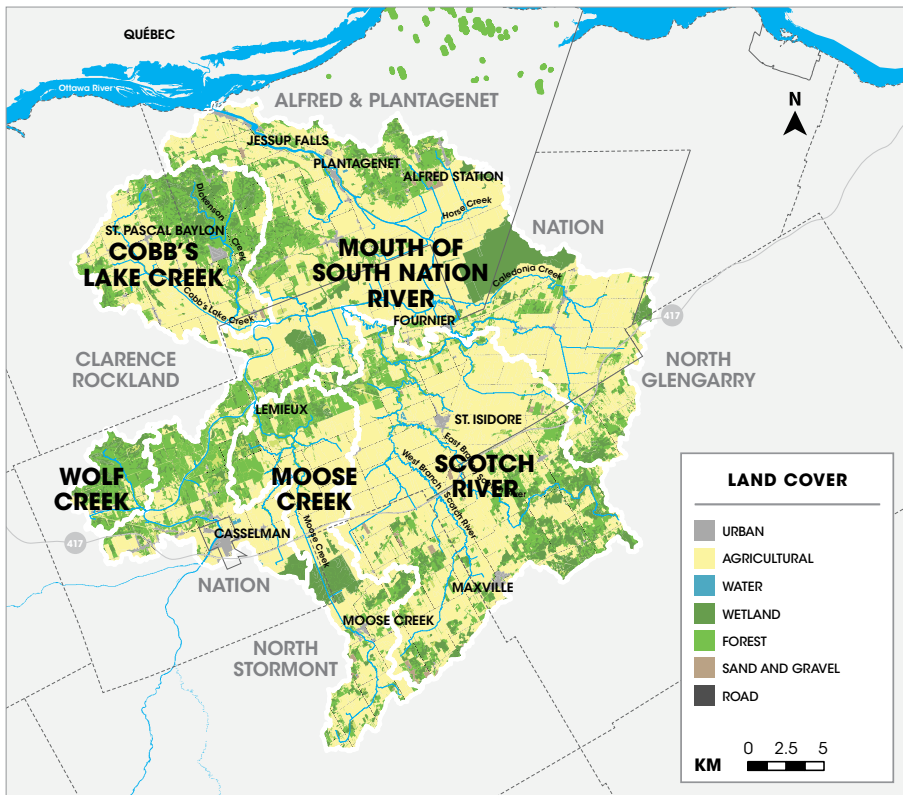 QUÉBEC
Ottawa River
ALFRED & PLANTAGENET
N
JESSUP FALLS
PLANTAGENET
ALFRED STATION
Dickenson
Creek
Horse Creek
ST. PASCAL BAYLON
COBB'S
LAKE CREEK
MOUTH OF
SOUTH NATION
RIVER
NATION
Caledonia Creek
Cobb's Lake Creek
FOURNIER
417
CLARENCE
ROCKLAND
NORTH
GLENGARRY
LEMIEUX
ST. ISIDORE
East Branch
West Branch
Scotch River
SCOTCH
RIVER
WOLF
CREEK
MOOSE
CREEK
Moose Creek
CASSELMAN
417
NATION
MAXVILLE
MOOSE CREEK
NORTH
STORMONT
LAND COVER
URBAN
AGRICULTURAL
WATER
WETLAND
FOREST
SAND AND GRAVEL
ROAD
KM
0 2.5 5